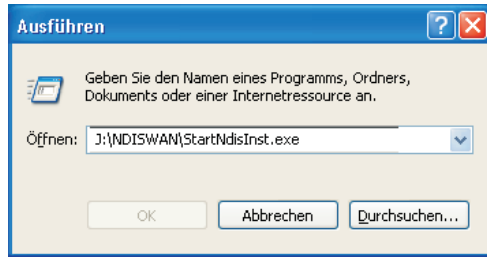 Ausführen
Geben Sie den Namen eines Programms, Ordners,
Dokuments oder einer Internetressource an.
Öffnen: J:\NDISWAN\StartNdisInst.exe
OK Abbrechen Durchsuchen...